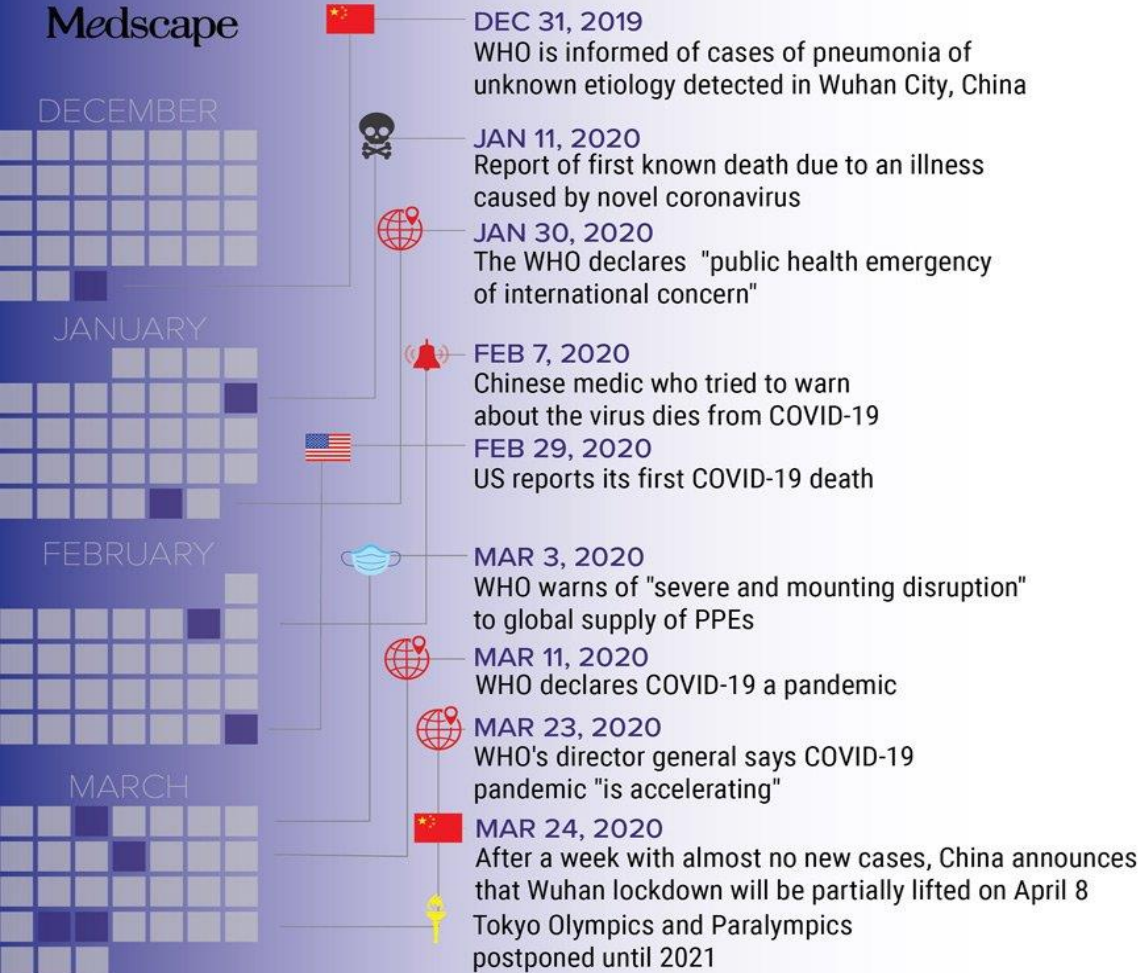 Medscape
DEC 31, 2019
WHO is informed of cases of pneumonia of
unknown etiology detected in Wuhan City, China
DECEMBER
JAN 11, 2020
Report of first known death due to an illness
caused by novel coronavirus
JAN 30, 2020
The WHO declares "public health emergency
of international concern"
JANUARY
FEB 7, 2020
Chinese medic who tried to warn
about the virus dies from COVID-19
FEB 29, 2020
US reports its first COVID-19 death
FEBRUARY
MAR 3, 2020
WHO warns of "severe and mounting disruption"
to global supply of PPEs
MAR 11, 2020
WHO declares COVID-19 a pandemic
MAR 23, 2020
WHO's director general says COVID-19
pandemic "is accelerating"
MARCH
MAR 24, 2020
After a week with almost no new cases, China announces
that Wuhan lockdown will be partially lifted on April 8
Tokyo Olympics and Paralympics
postponed until 2021